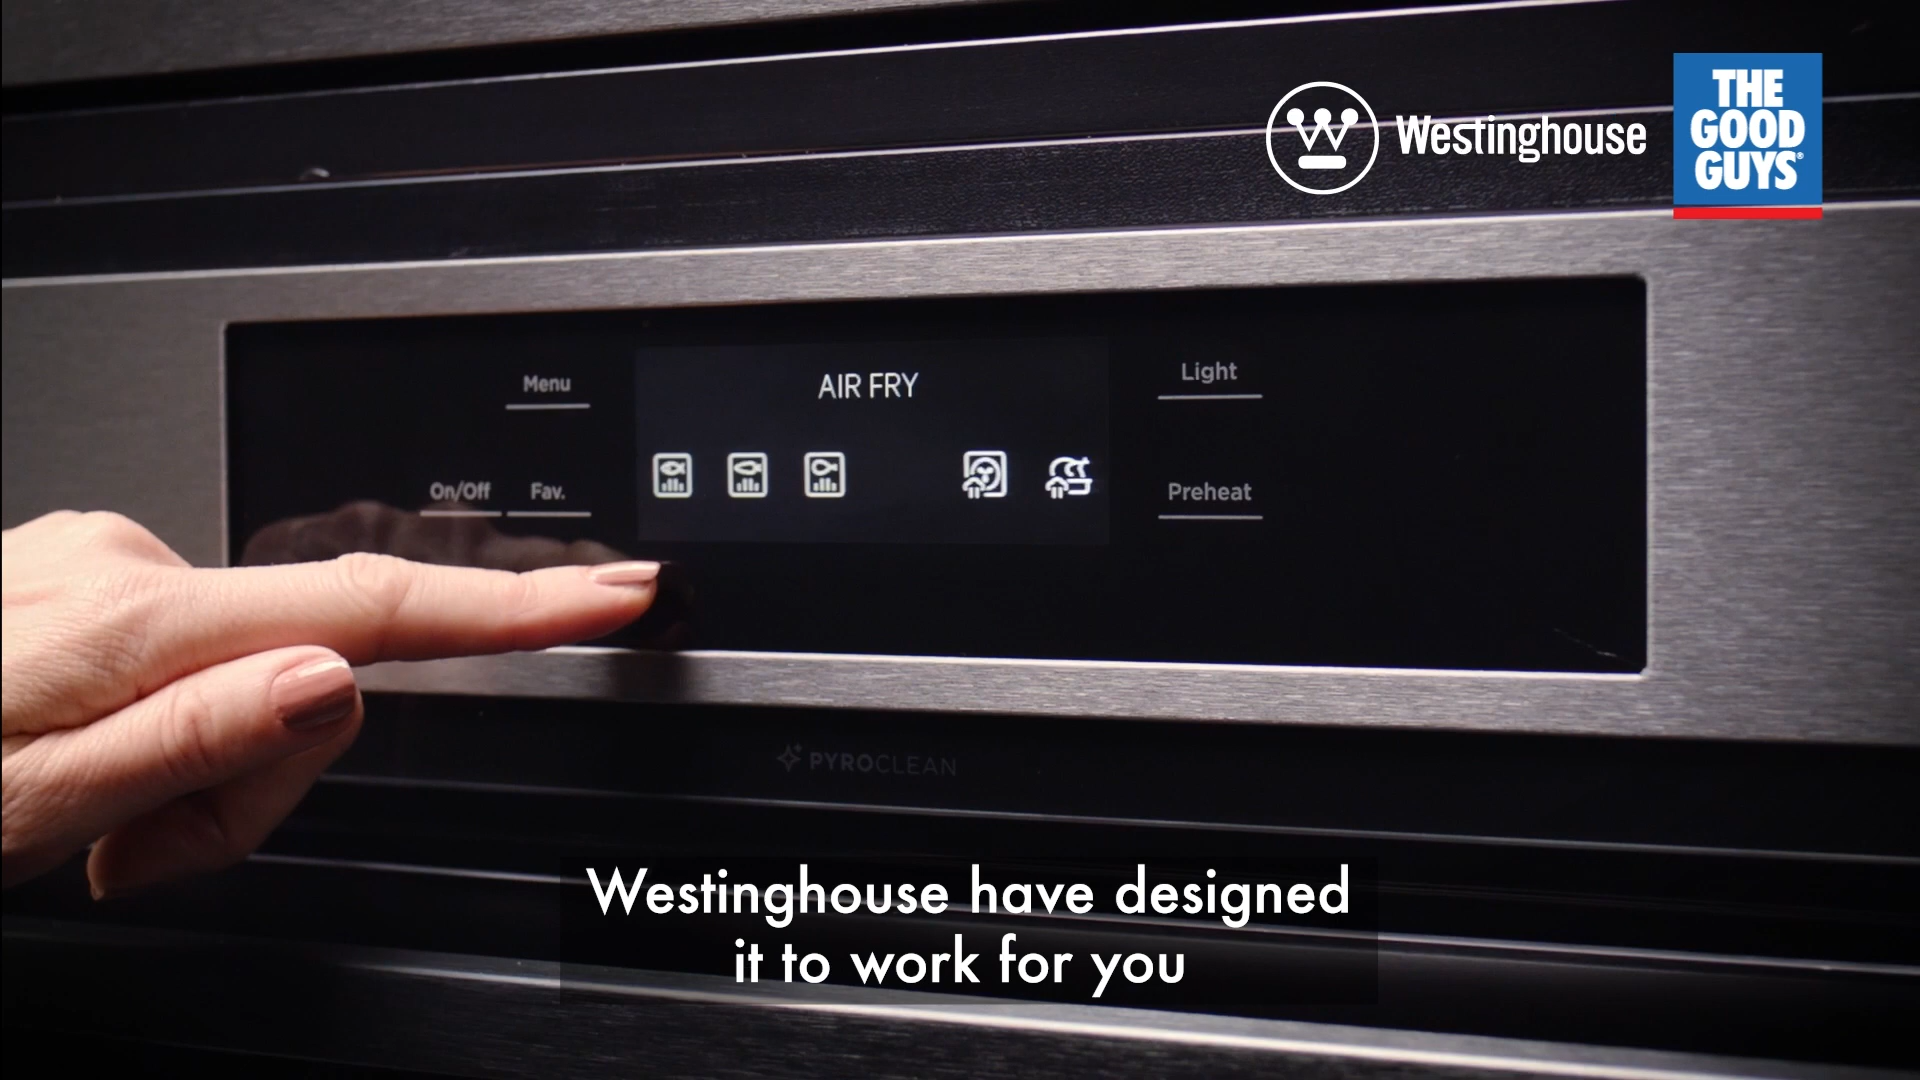 Westinghouse
THE
GOOD
GUYS®
Menu
AIR FRY
Light
On/Off
Fav.
Preheat
PYROCLEAN
Westinghouse have designed
it to work for you